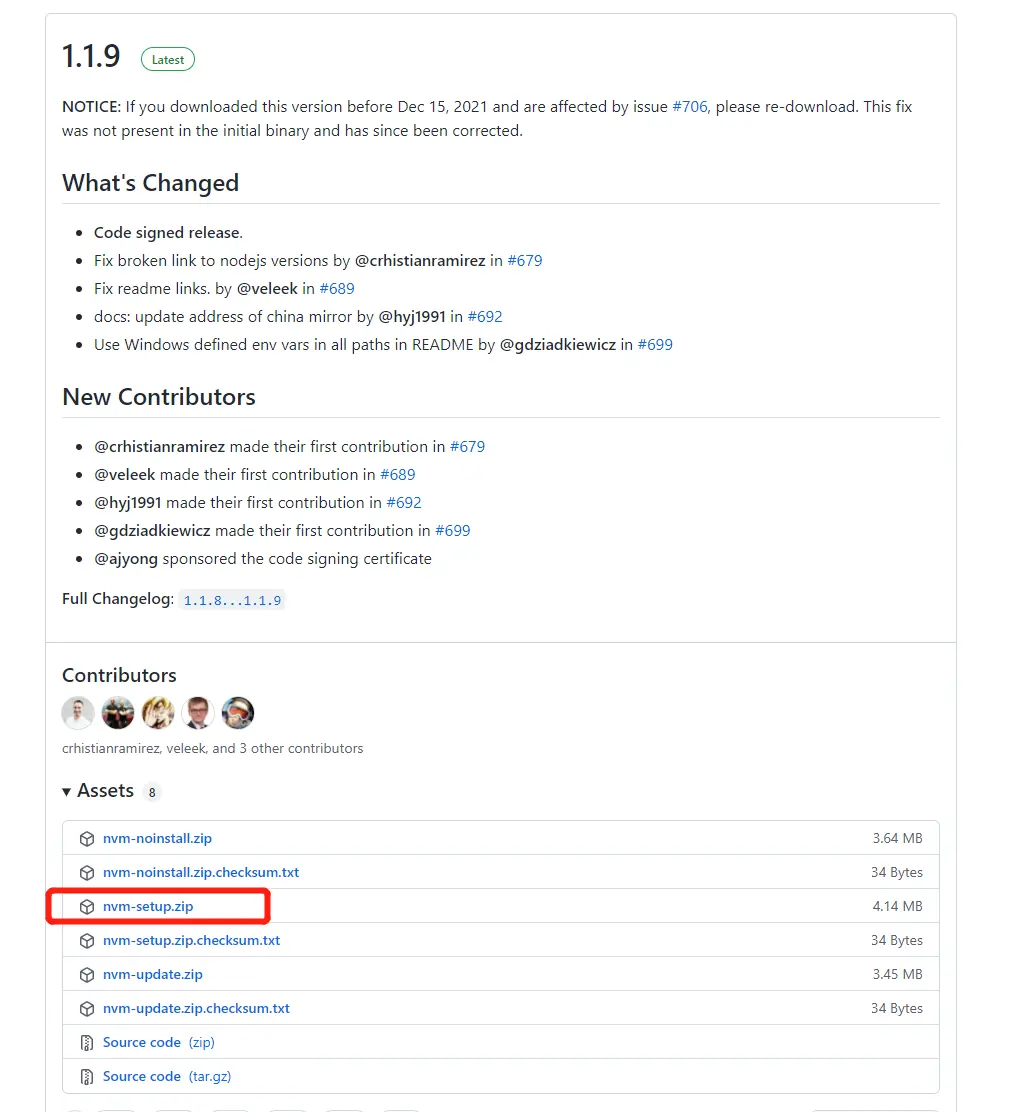 1.1.9 Latest
NOTICE: If you downloaded this version before Dec 15, 2021 and are affected by issue #706, please re-download. This fix
was not present in the initial binary and has since been corrected.
What's Changed
• Code signed release.
• Fix broken link to nodejs versions by @crhistianramirez in #679
• Fix readme links. by @veleek in #689
• docs: update address of china mirror by @hyj1991 in #692
• Use Windows defined env vars in all paths in README by @gdziadkiewicz in #699
New Contributors
• @crhistianramirez made their first contribution in #679
• @veleek made their first contribution in #689
• @hyj1991 made their first contribution in #692
• @gdziadkiewicz made their first contribution in #699
• @ajyong sponsored the code signing certificate
Full Changelog: 1.1.8...1.1.9
Contributors
crhistianramirez, veleek, and 3 other contributors
▾ Assets 8
nvm-noinstall.zip 3.64 MB
nvm-noinstall.zip.checksum.txt 34 Bytes
nvm-setup.zip 4.14 MB
nvm-setup.zip.checksum.txt 34 Bytes
nvm-update.zip 3.45 MB
nvm-update.zip.checksum.txt 34 Bytes
Source code (zip)
Source code (tar.gz)